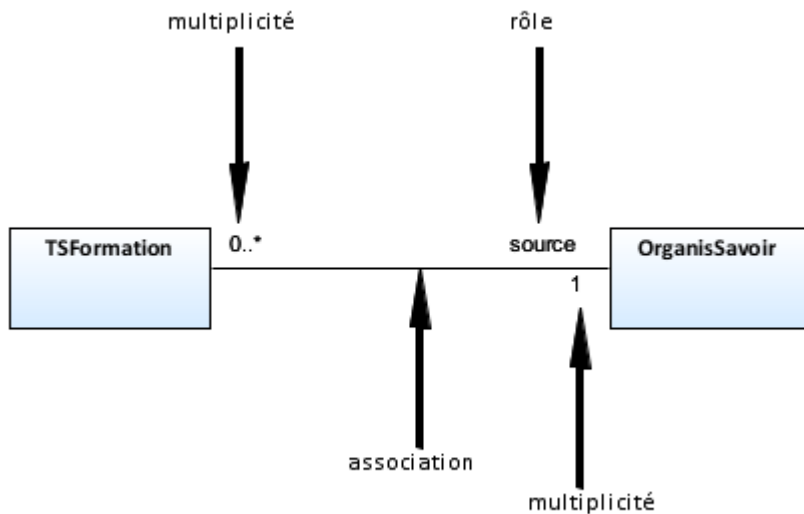 multiplicité
rôle
TSFormation
0..*
source
OrganisSavoir
1
association
multiplicité